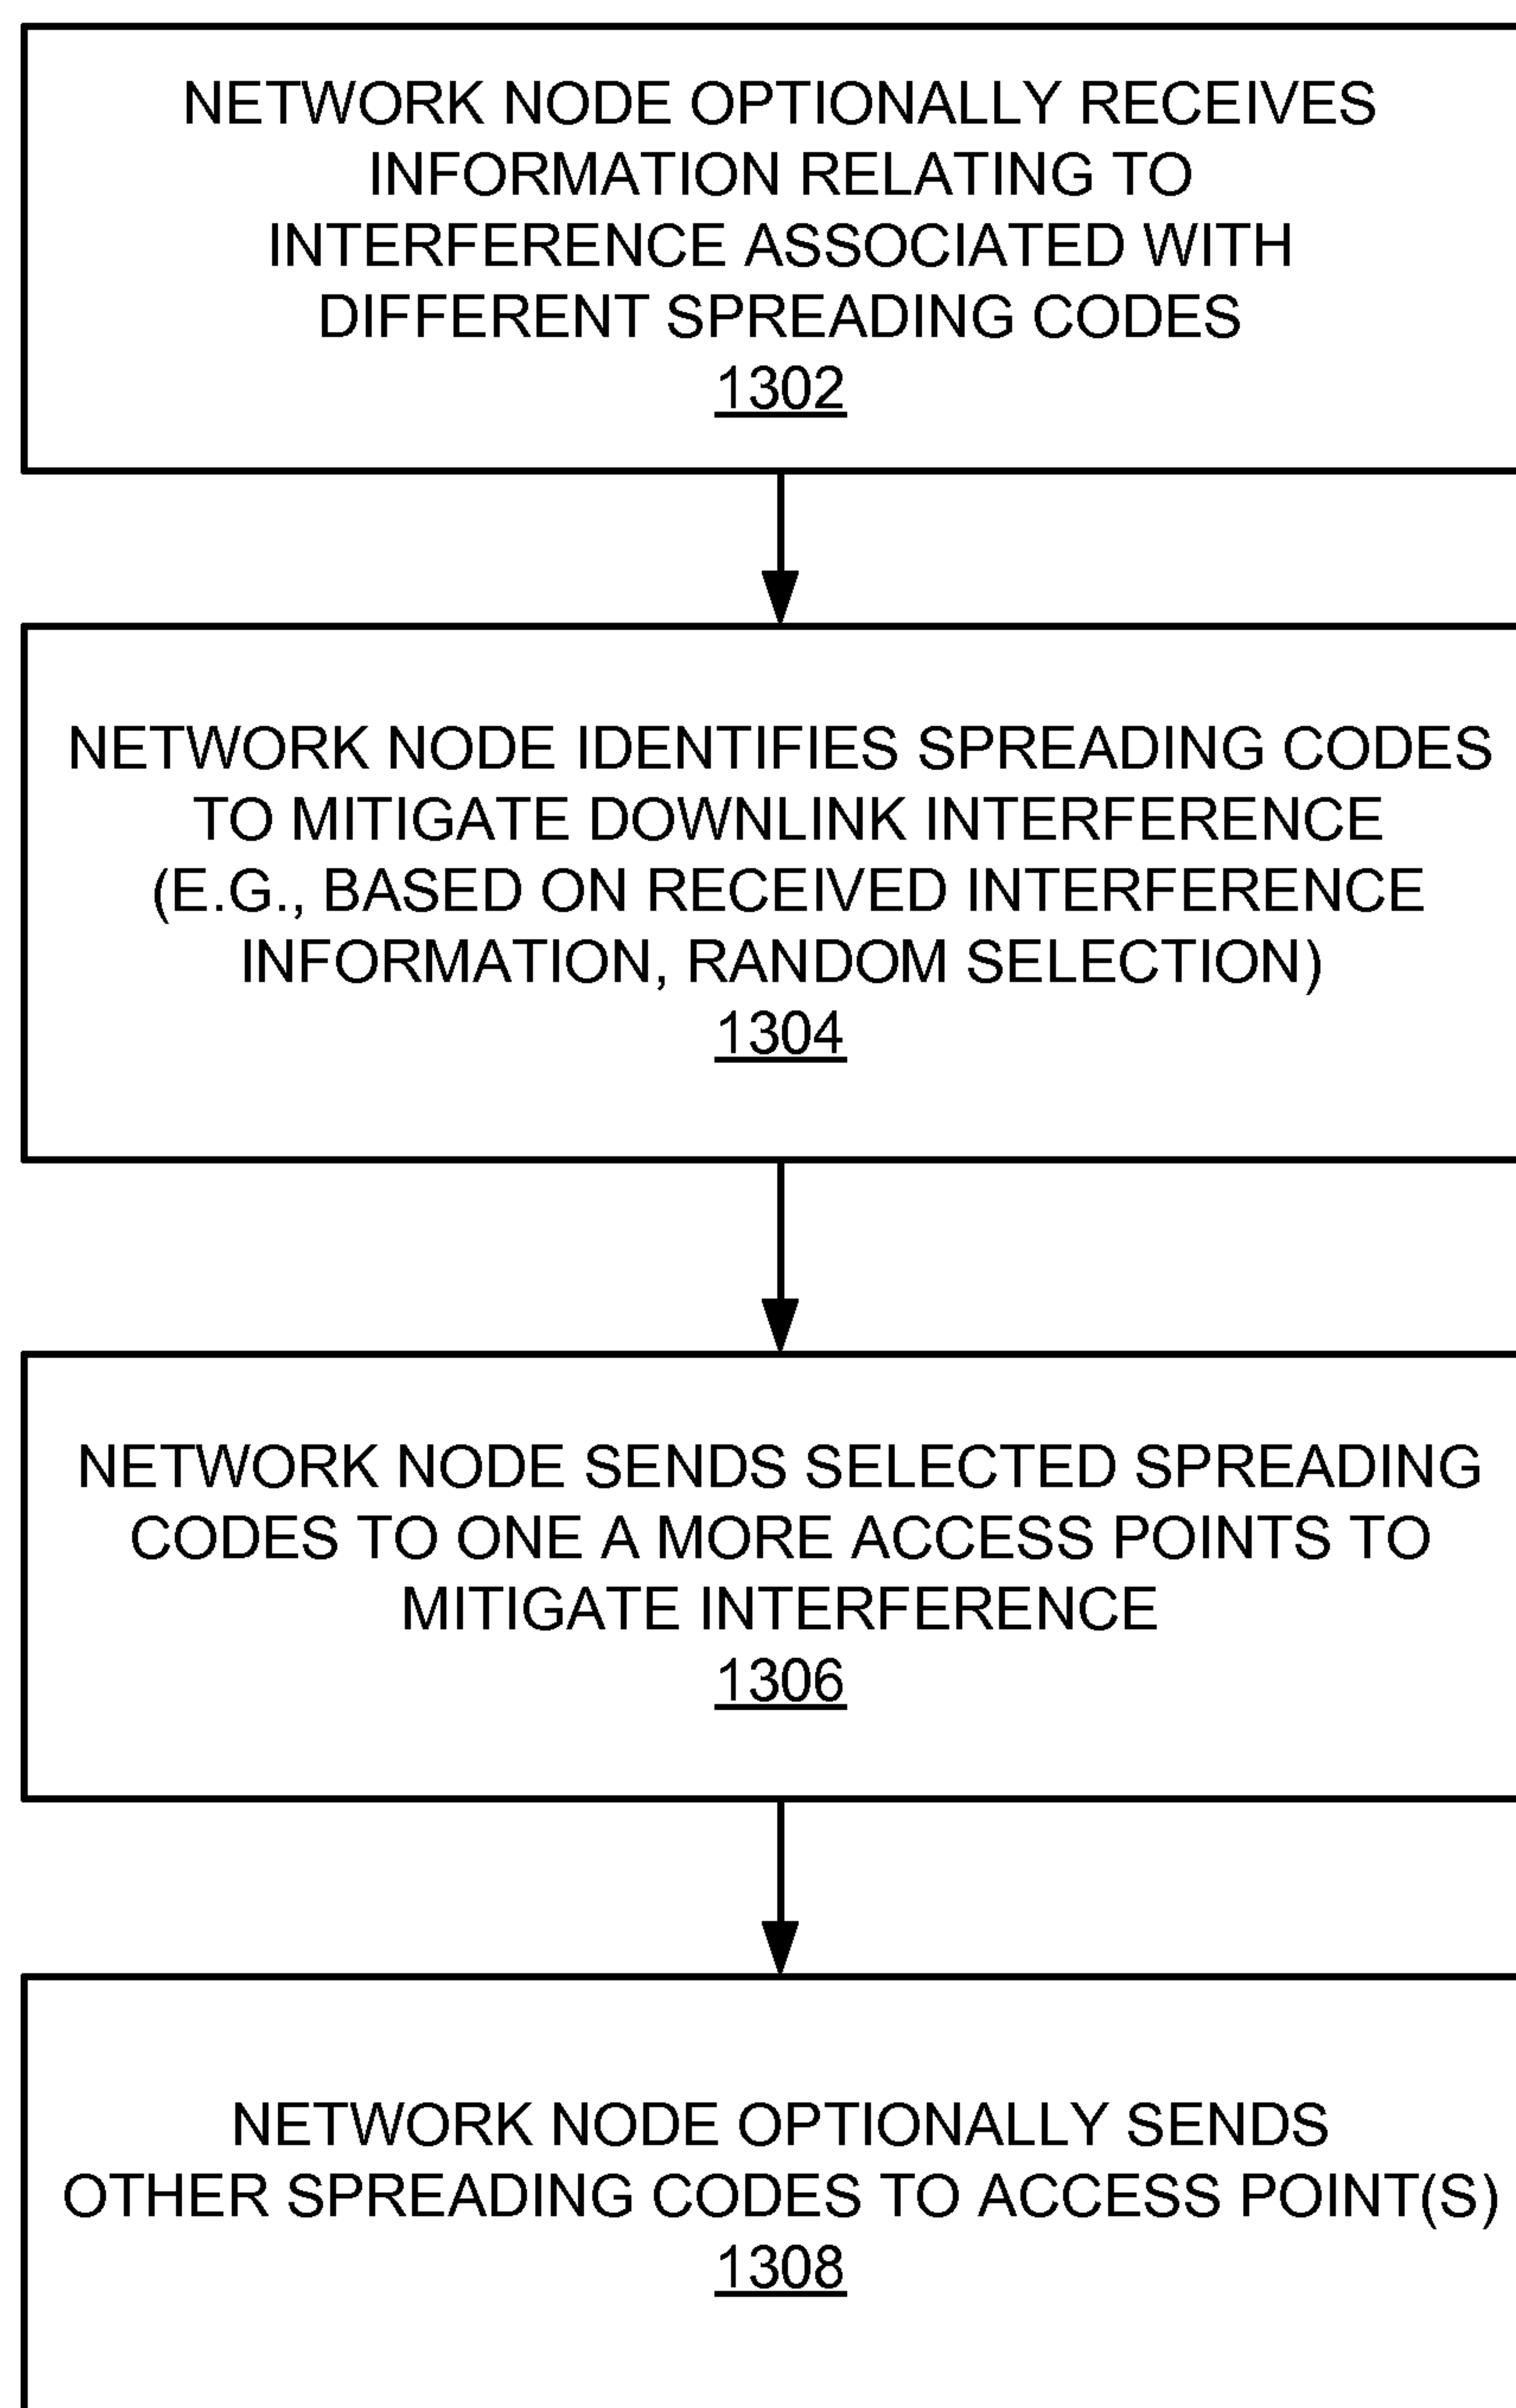 NETWORK NODE OPTIONALLY RECEIVES
INFORMATION RELATING TO
INTERFERENCE ASSOCIATED WITH
DIFFERENT SPREADING CODES
1302
NETWORK NODE IDENTIFIES SPREADING CODES
TO MITIGATE DOWNLINK INTERFERENCE
(E.G., BASED ON RECEIVED INTERFERENCE
INFORMATION, RANDOM SELECTION)
1304
NETWORK NODE SENDS SELECTED SPREADING
CODES TO ONE A MORE ACCESS POINTS TO
MITIGATE INTERFERENCE
1306
NETWORK NODE OPTIONALLY SENDS
OTHER SPREADING CODES TO ACCESS POINT(S)
1308